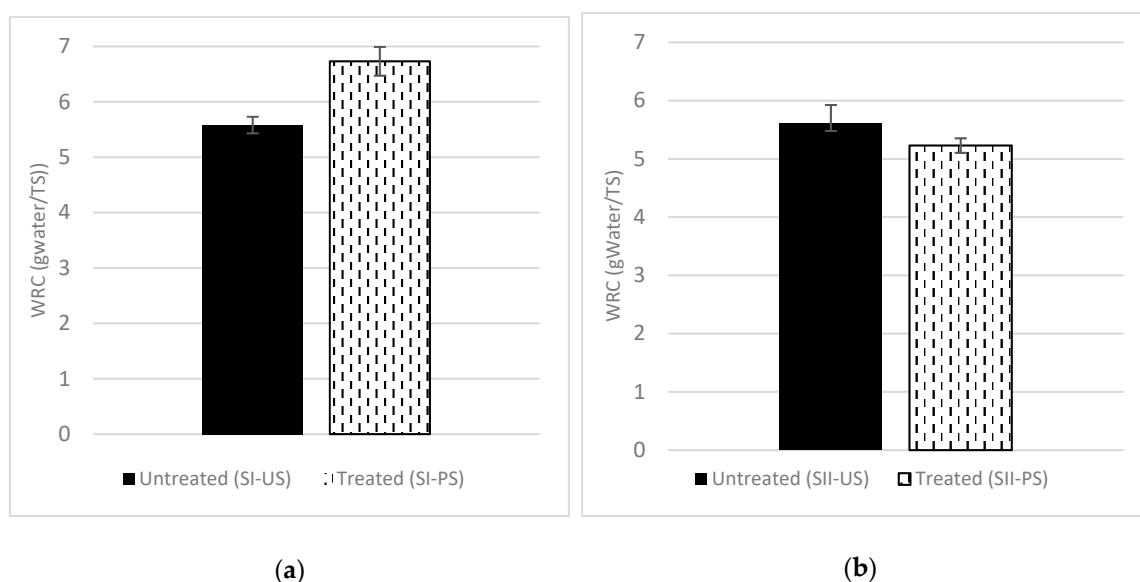 7
6
5
4
3
2
1
0
WRC (gwater/TS))
Untreated (SI-US) Treated (SI-PS)
(a)
7
6
5
4
3
2
1
0
WRC (gWater/TS)
Untreated (SII-US) Treated (SII-PS)
(b)